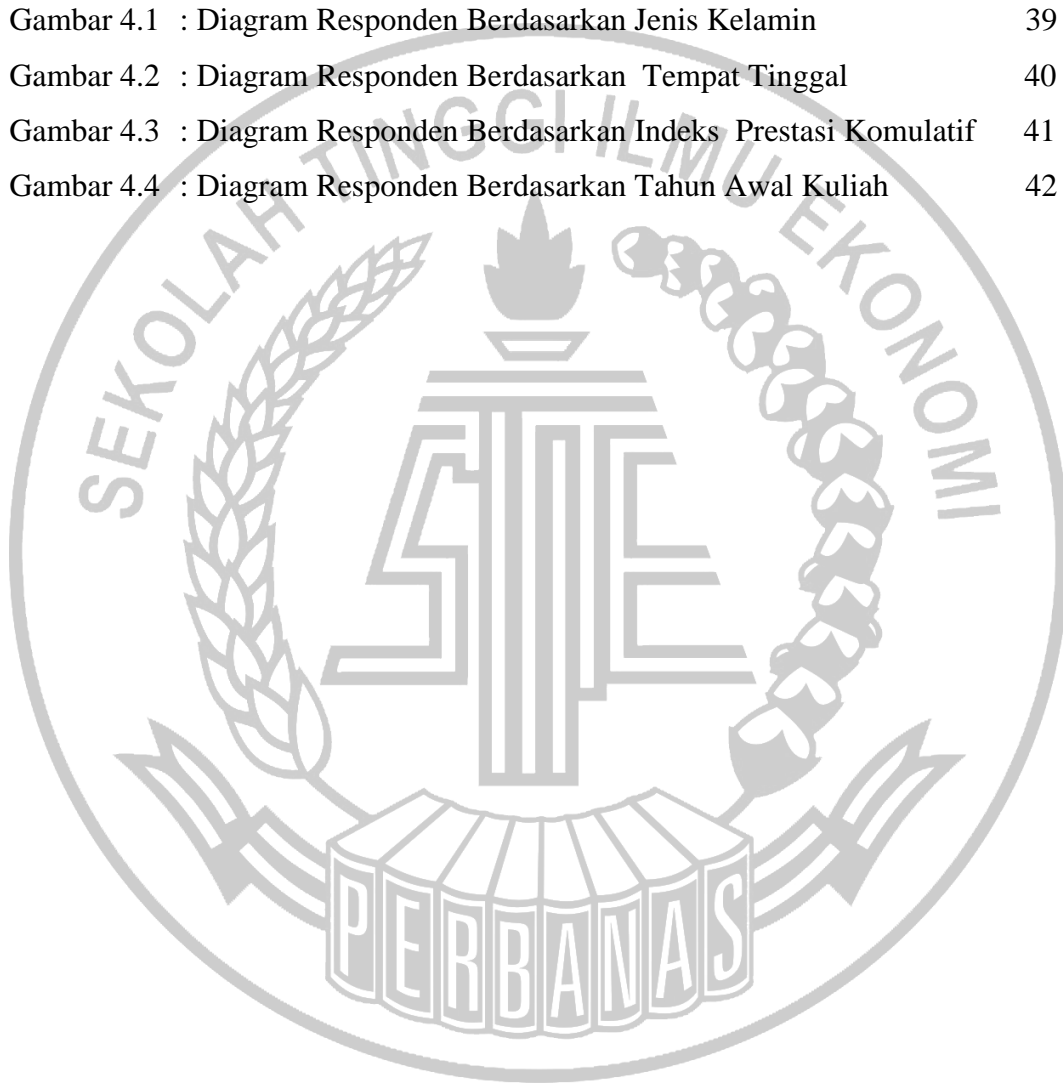 Gambar 4.1 : Diagram Responden Berdasarkan Jenis Kelamin 39
Gambar 4.2 : Diagram Responden Berdasarkan Tempat Tinggal 40
Gambar 4.3 : Diagram Responden Berdasarkan Indeks Prestasi Komulatif 41
Gambar 4.4 : Diagram Responden Berdasarkan Tahun Awal Kuliah 42
SEKOLAH TINGGI ILMU EKONOMI
STIE
PERBANAS